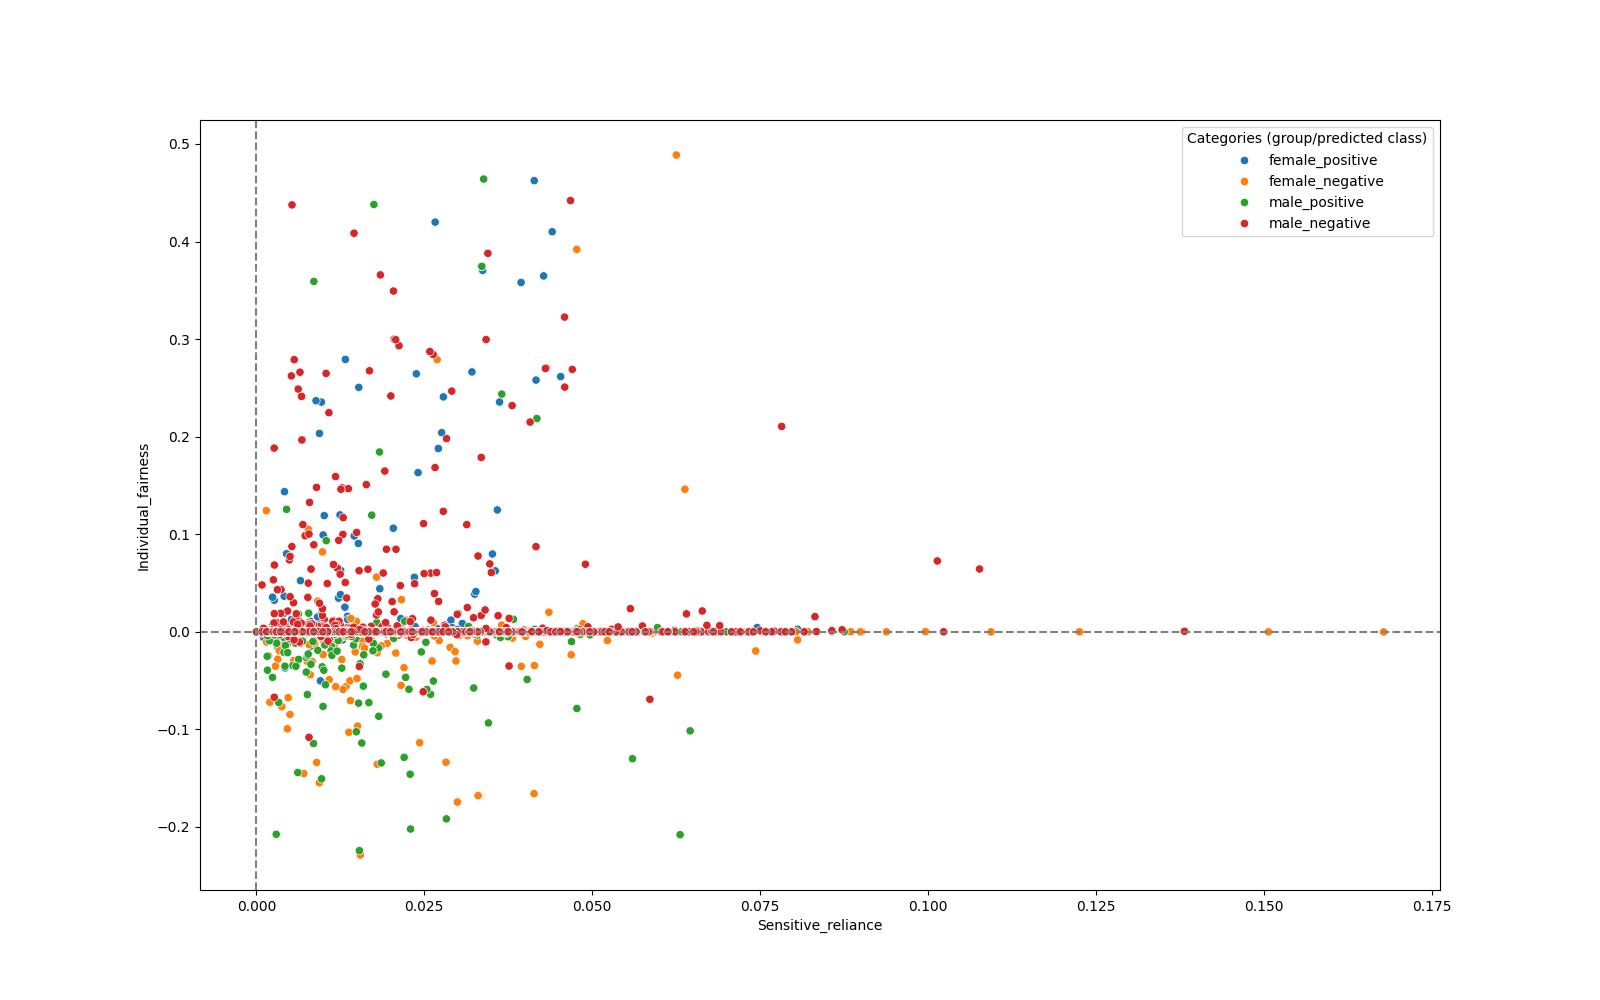 Categories (group/predicted class)
female_positive
female_negative
male_positive
male_negative
0.5
0.4
0.3
0.2
0.1
0.0
−0.1
−0.2
Individual_fairness
0.000 0.025 0.050 0.075 0.100 0.125 0.150 0.175
Sensitive_reliance